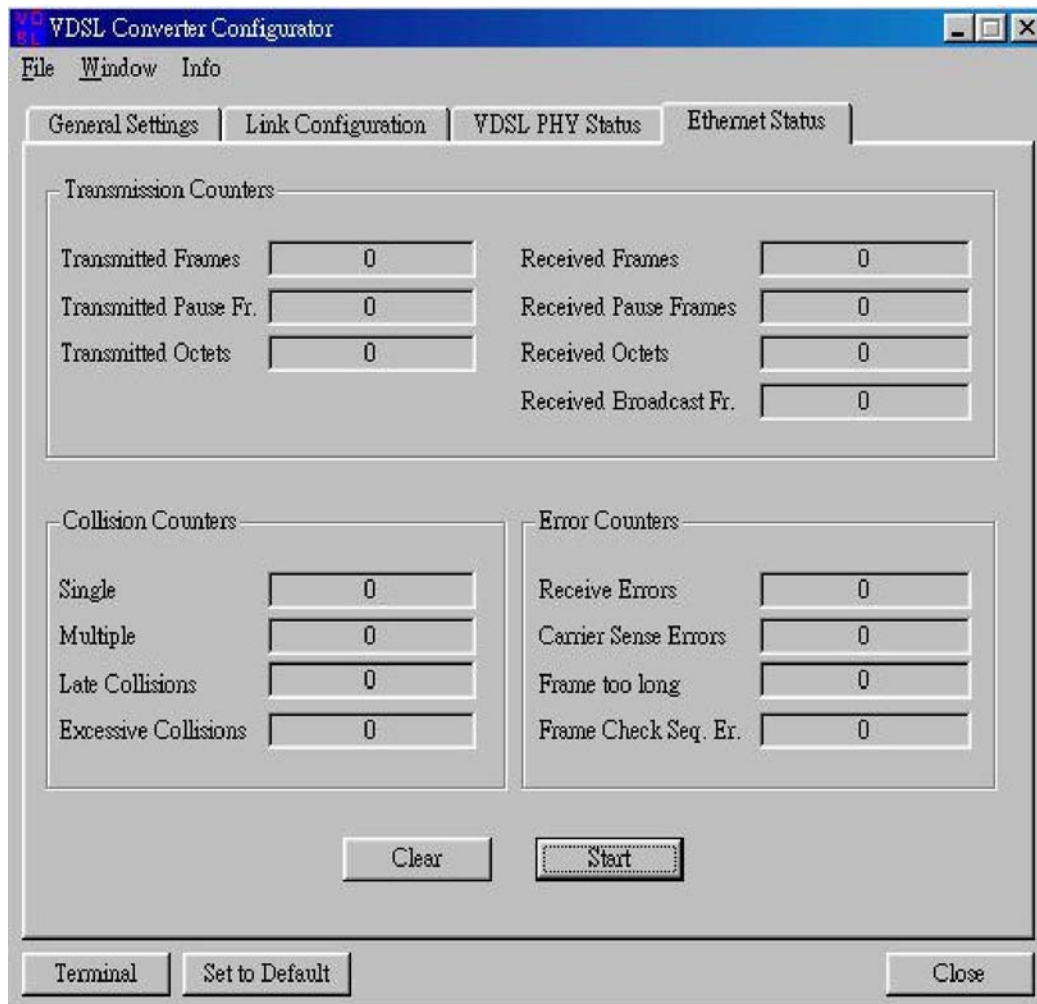 VDSL VDSL Converter Configurator
File Window Info
General Settings Link Configuration VDSL PHY Status Ethernet Status
Transmission Counters
Transmitted Frames 0 Received Frames 0
Transmitted Pause Fr. 0 Received Pause Frames 0
Transmitted Octets 0 Received Octets 0
Received Broadcast Fr. 0
Collision Counters
Single 0
Multiple 0
Late Collisions 0
Excessive Collisions 0
Error Counters
Receive Errors 0
Carrier Sense Errors 0
Frame too long 0
Frame Check Seq. Er. 0
Clear Start
Terminal Set to Default Close